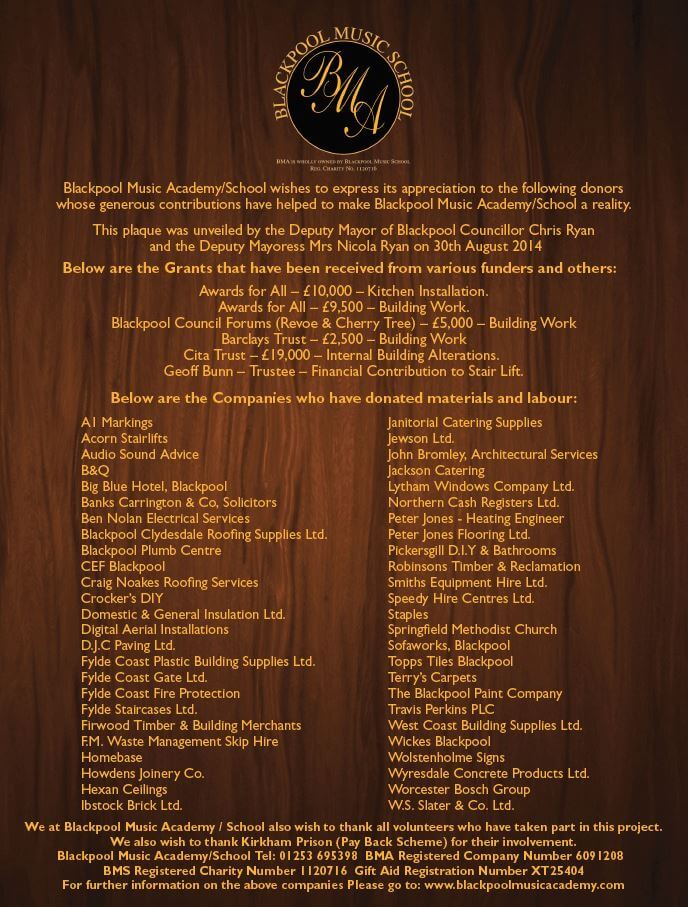 BLACKPOOL MUSIC SCHOOL
BMA
BMA IS WHOLLY OWNED BY BLACKPOOL MUSIC SCHOOL
REG. CHARITY NO. 1120716
Blackpool Music Academy/School wishes to express its appreciation to the following donors
whose generous contributions have helped to make Blackpool Music Academy/School a reality.
This plaque was unveiled by the Deputy Mayor of Blackpool Councillor Chris Ryan
and the Deputy Mayoress Mrs Nicola Ryan on 30th August 2014
Below are the Grants that have been received from various funders and others:
Awards for All – £10,000 – Kitchen Installation.
Awards for All – £9,500 – Building Work.
Blackpool Council Forums (Revoe & Cherry Tree) – £5,000 – Building Work
Barclays Trust – £2,500 – Building Work
Cita Trust – £19,000 – Internal Building Alterations.
Geoff Bunn – Trustee – Financial Contribution to Stair Lift.
Below are the Companies who have donated materials and labour:
A1 Markings
Acorn Stairlifts
Audio Sound Advice
B&Q
Big Blue Hotel, Blackpool
Banks Carrington & Co, Solicitors
Ben Nolan Electrical Services
Blackpool Clydesdale Roofing Supplies Ltd.
Blackpool Plumb Centre
CEF Blackpool
Craig Noakes Roofing Services
Crocker's DIY
Domestic & General Insulation Ltd.
Digital Aerial Installations
D.J.C Paving Ltd.
Fylde Coast Plastic Building Supplies Ltd.
Fylde Coast Gate Ltd.
Fylde Coast Fire Protection
Fylde Staircases Ltd.
Firwood Timber & Building Merchants
F.M. Waste Management Skip Hire
Homebase
Howdens Joinery Co.
Hexan Ceilings
Ibstock Brick Ltd.
Janitorial Catering Supplies
Jewson Ltd.
John Bromley, Architectural Services
Jackson Catering
Lytham Windows Company Ltd.
Northern Cash Registers Ltd.
Peter Jones - Heating Engineer
Peter Jones Flooring Ltd.
Pickersgill D.I.Y & Bathrooms
Robinsons Timber & Reclamation
Smiths Equipment Hire Ltd.
Speedy Hire Centres Ltd.
Staples
Springfield Methodist Church
Sofaworks, Blackpool
Topps Tiles Blackpool
Terry's Carpets
The Blackpool Paint Company
Travis Perkins PLC
West Coast Building Supplies Ltd.
Wickes Blackpool
Wolstenholme Signs
Wyresdale Concrete Products Ltd.
Worcester Bosch Group
W.S. Slater & Co. Ltd.
We at Blackpool Music Academy / School also wish to thank all volunteers who have taken part in this project.
We also wish to thank Kirkham Prison (Pay Back Scheme) for their involvement.
Blackpool Music Academy/School Tel: 01253 695398 BMA Registered Company Number 6091208
BMS Registered Charity Number 1120716 Gift Aid Registration Number XT25404
For further information on the above companies Please go to: www.blackpoolmusicacademy.com